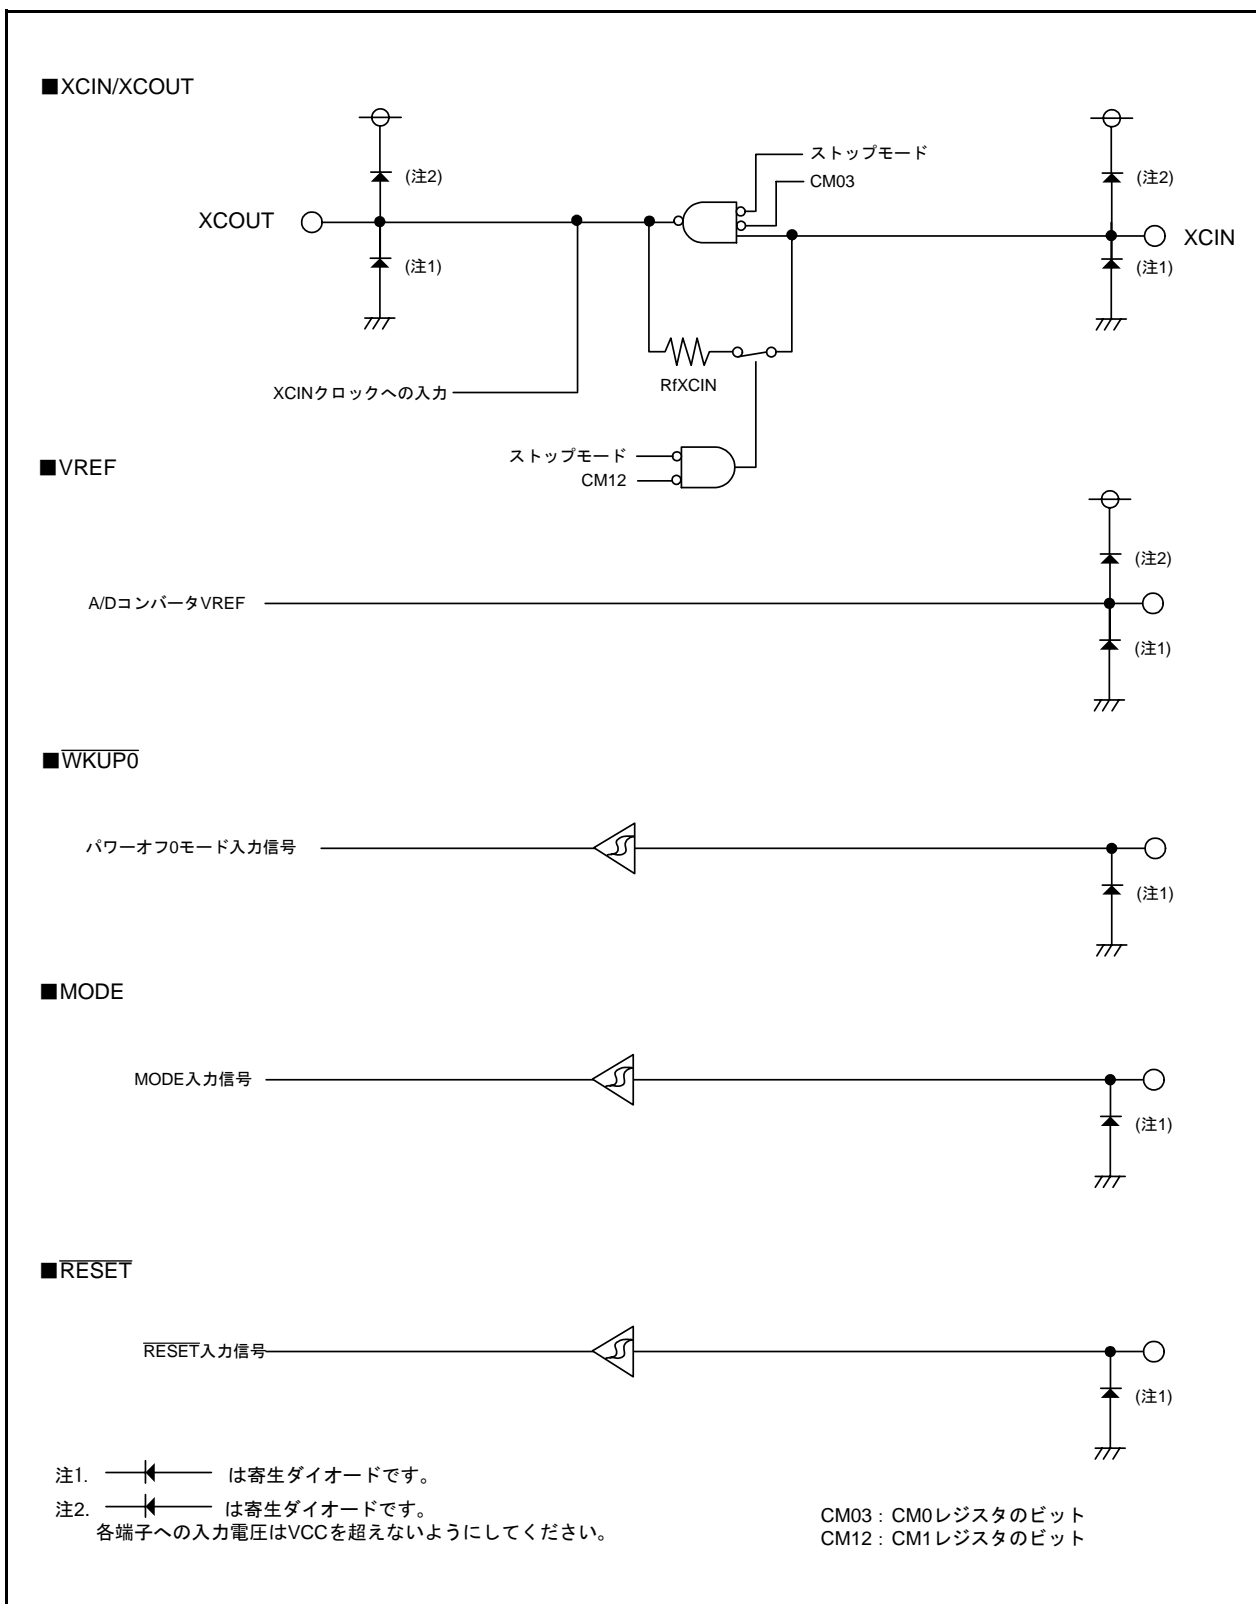 ■XCIN/XCOUT
ストップモード
(注2)
CM03
(注2)
XCOUT
XCIN
(注1)
(注1)
RfXCIN
XCINクロックへの入力
ストップモード
CM12
■VREF
(注2)
A/DコンバータVREF
(注1)
■WKUP0
パワーオフ0モード入力信号
(注1)
■MODE
MODE入力信号
(注1)
■RESET
RESET入力信号
(注1)
注1. は寄生ダイオードです。
注2. は寄生ダイオードです。
各端子への入力電圧はVCCを超えないようにしてください。
CM03：CM0レジスタのビット
CM12：CM1レジスタのビット